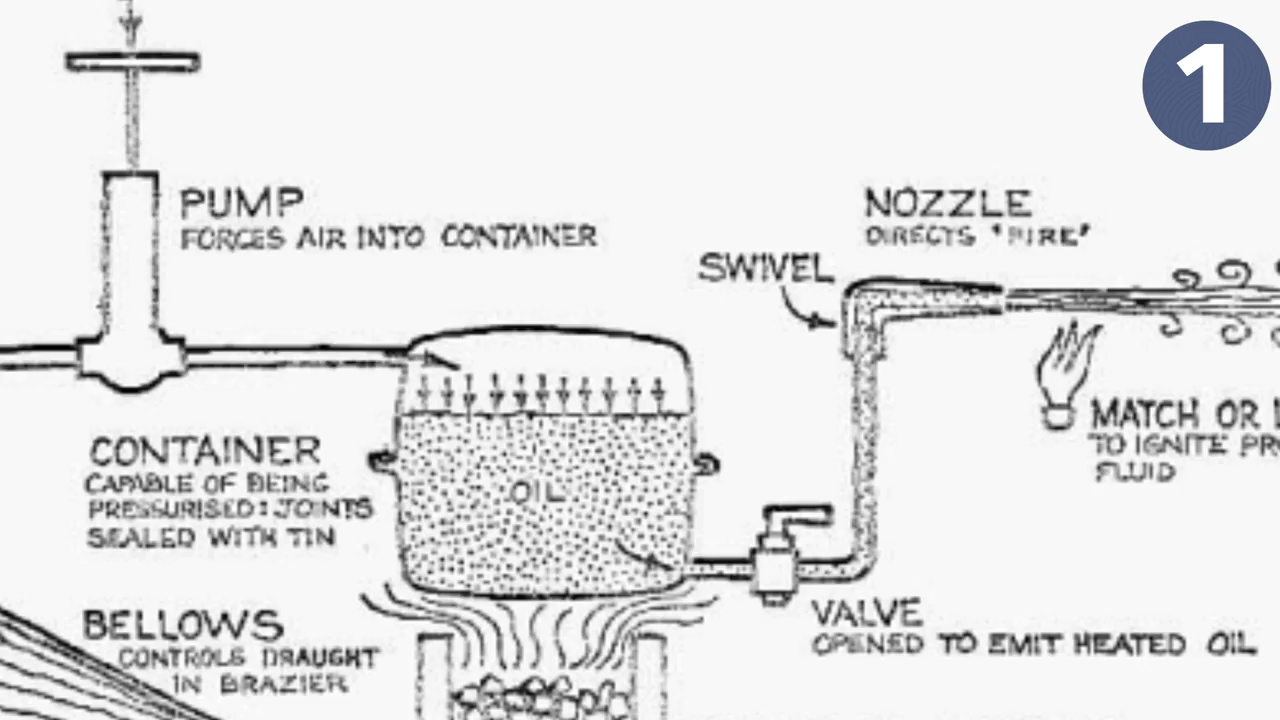 1
PUMP
FORCES AIR INTO CONTAINER
NOZZLE
DIRECTS "FIRE"
SWIVEL
MATCH OR
TO IGNITE
FLUID
CONTAINER
CAPABLE OF BEING
PRESSURISED: JOINTS
SEALED WITH TIN
OIL
VALVE
OPENED TO EMIT HEATED OIL
BELLOWS
CONTROLS DRAUGHT
IN BRAZIER